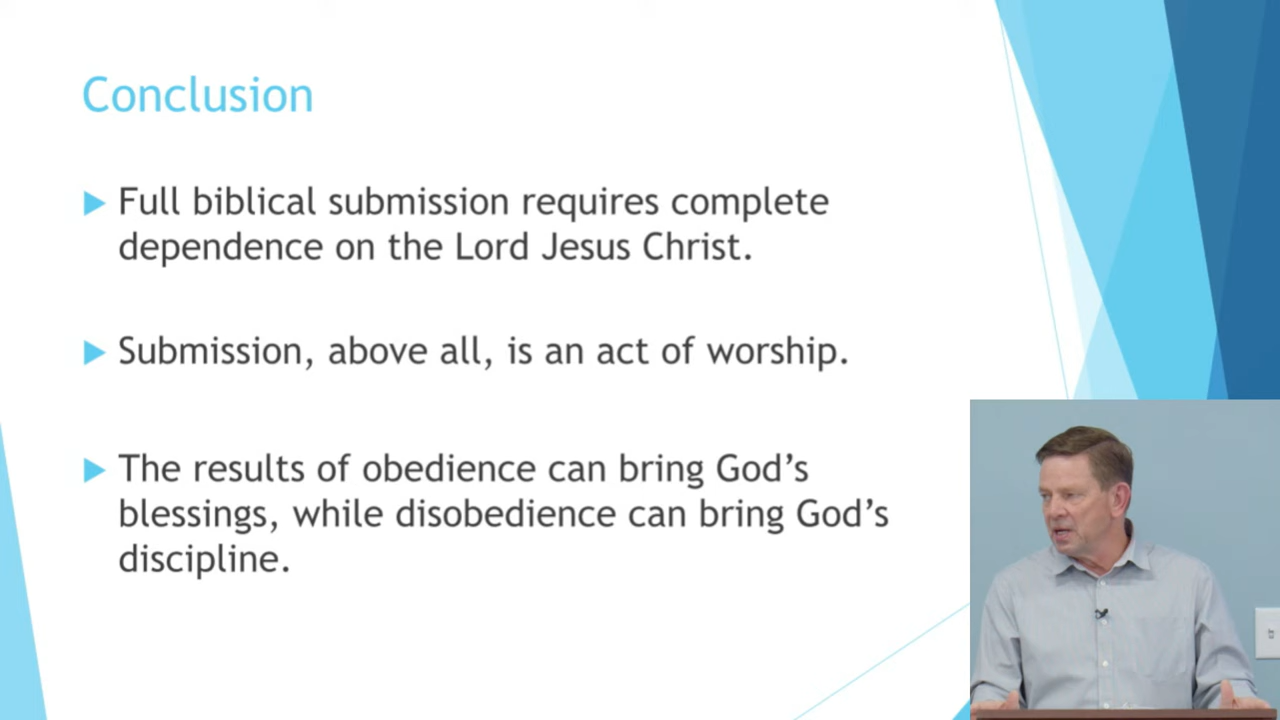 Conclusion
Full biblical submission requires complete
dependence on the Lord Jesus Christ.
Submission, above all, is an act of worship.
The results of obedience can bring God’s
blessings, while disobedience can bring God’s
discipline.